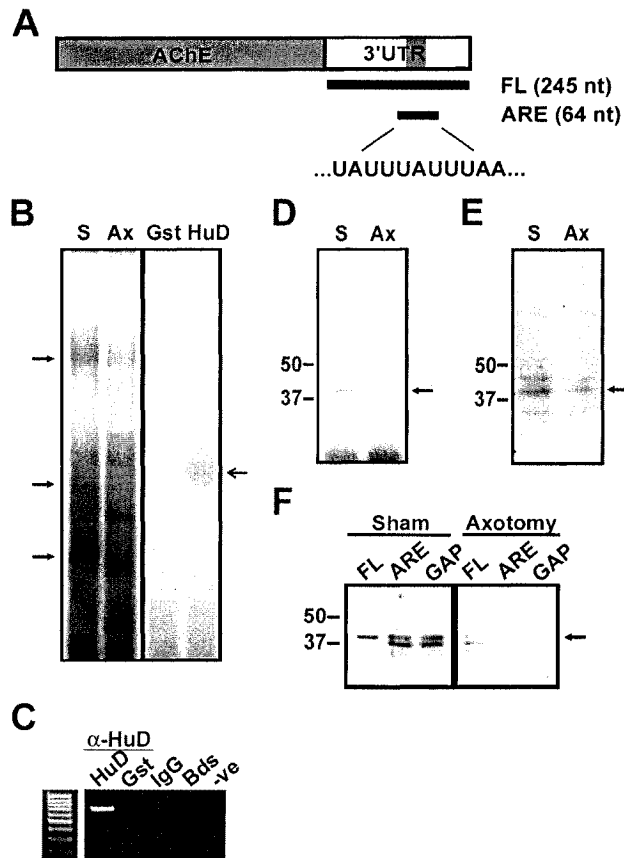 A
AChE 3'UTR
FL (245 nt)
ARE (64 nt)
...UAUUUAUUUAA...
B
S Ax Gst HuD
D
S Ax
50
37
E
S Ax
50
37
F
Sham Axotomy
FL ARE GAP FL ARE GAP
50
37
C
α-HuD
HuD Gst IgG Bds -ve